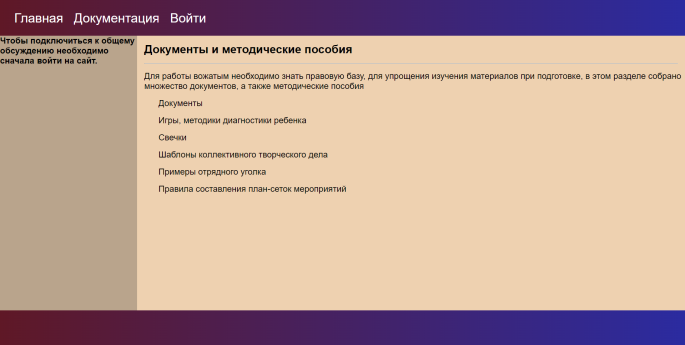 Главная Документация Войти
Чтобы подключиться к общему
обсуждению необходимо
сначала войти на сайт.
Документы и методические пособия
Для работы вожатым необходимо знать правовую базу, для упрощения изучения материалов при подготовке, в этом разделе собрано
множество документов, а также методические пособия
Документы
Игры, методики диагностики ребенка
Свечки
Шаблоны коллективного творческого дела
Примеры отрядного уголка
Правила составления план-сеток мероприятий